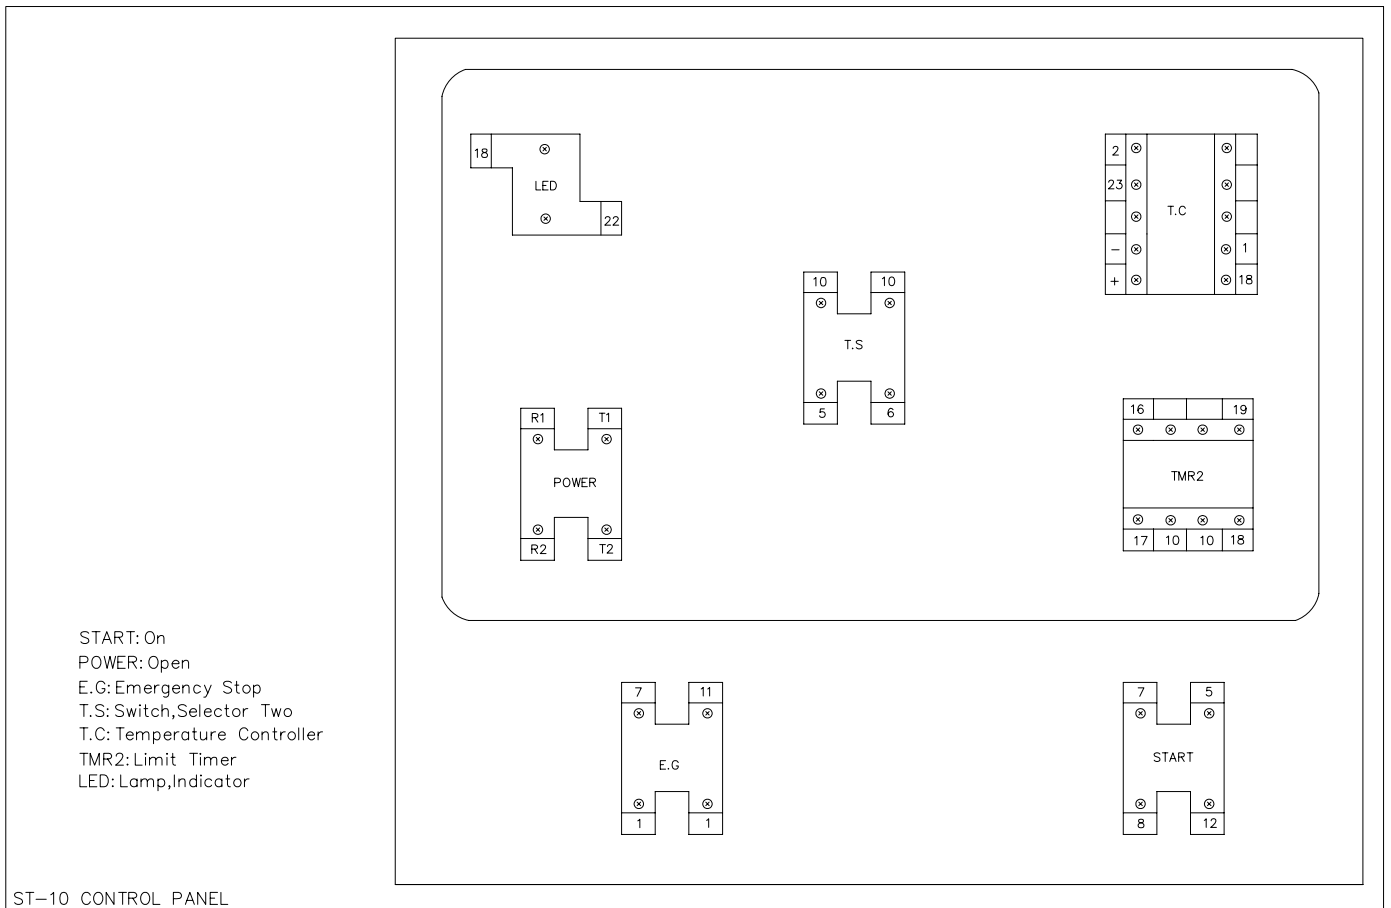 18
LED
22
2
23
T.C
-
1
+
18
10 10
T.S
5 6
R1 T1
POWER
R2 T2
16 19
TMR2
17 10 10 18
START: On
POWER: Open
E.G: Emergency Stop
T.S: Switch,Selector Two
T.C: Temperature Controller
TMR2: Limit Timer
LED: Lamp,Indicator
7 11
E.G
1 1
7 5
START
8 12
ST-10 CONTROL PANEL